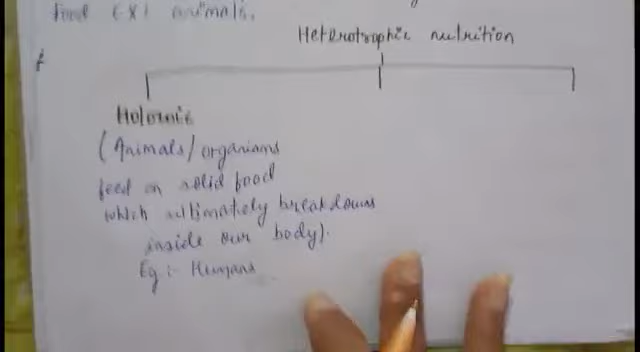 food Ex: animals.
Heterotrophic nutrition
Holozoic
(Animals/organisms
feed on solid food
which ultimately breakdowns
inside our body).
Eg :- Humans